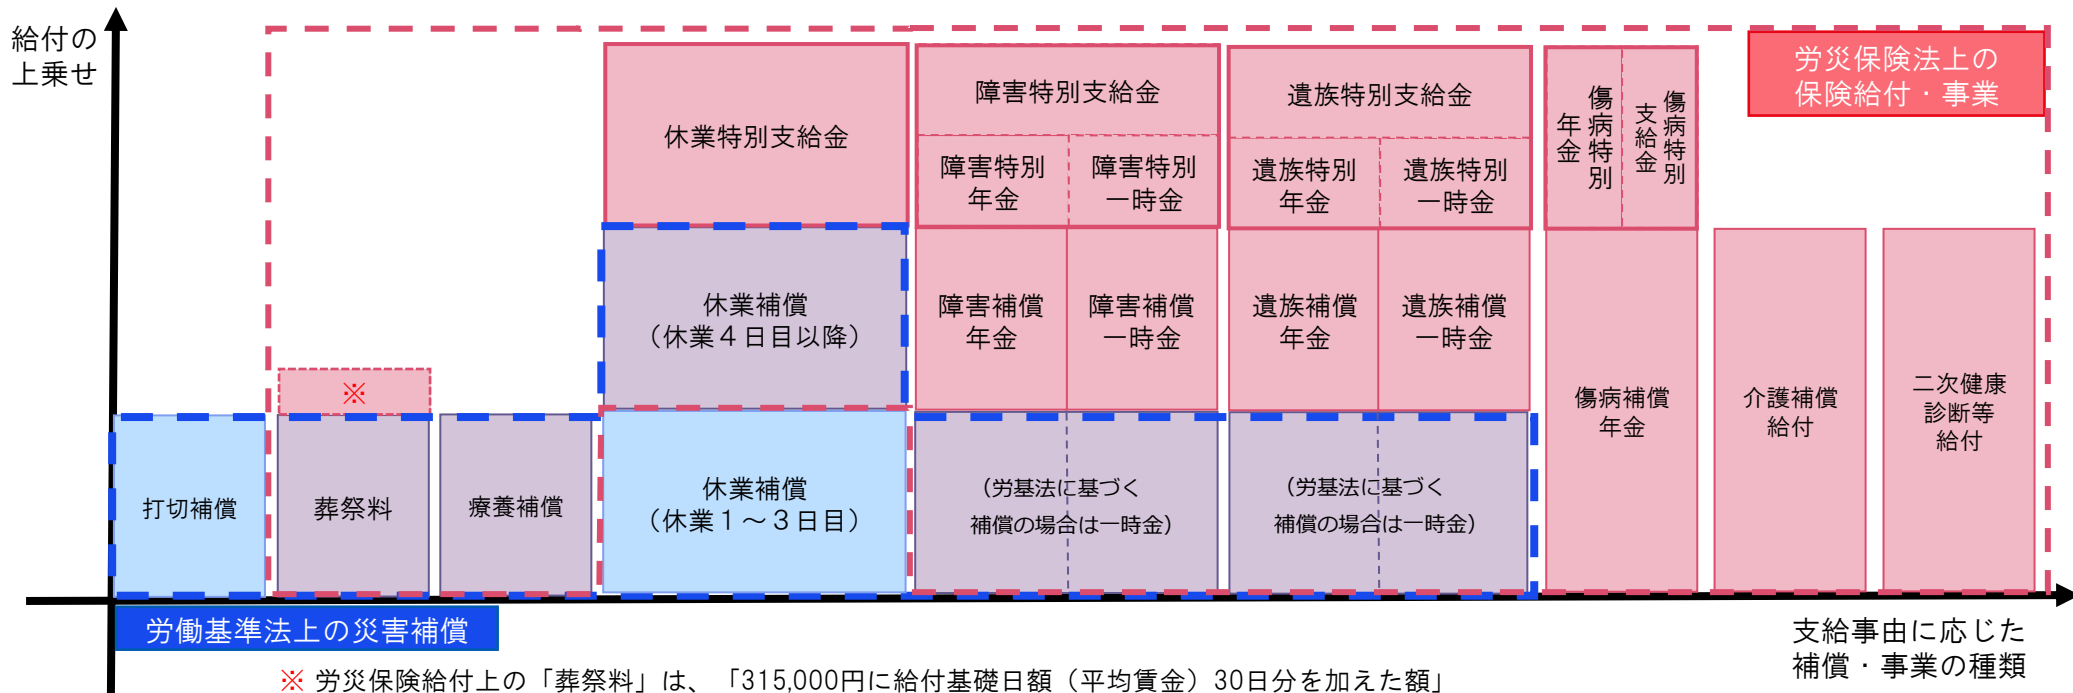 給付の
上乗せ
労災保険法上の
保険給付・事業
休業特別支給金
障害特別支給金
障害特別
年金
障害特別
一時金
遺族特別支給金
遺族特別
年金
遺族特別
一時金
傷病特別
年金
傷病特別
支給金
休業補償
（休業４日目以降）
障害補償
年金
障害補償
一時金
遺族補償
年金
遺族補償
一時金
※
打切補償
葬祭料
療養補償
休業補償
（休業１～３日目）
（労基法に基づく
補償の場合は一時金）
（労基法に基づく
補償の場合は一時金）
傷病補償
年金
介護補償
給付
二次健康
診断等
給付
労働基準法上の災害補償
支給事由に応じた
補償・事業の種類
※ 労災保険給付上の「葬祭料」は、「315,000円に給付基礎日額（平均賃金）30日分を加えた額」